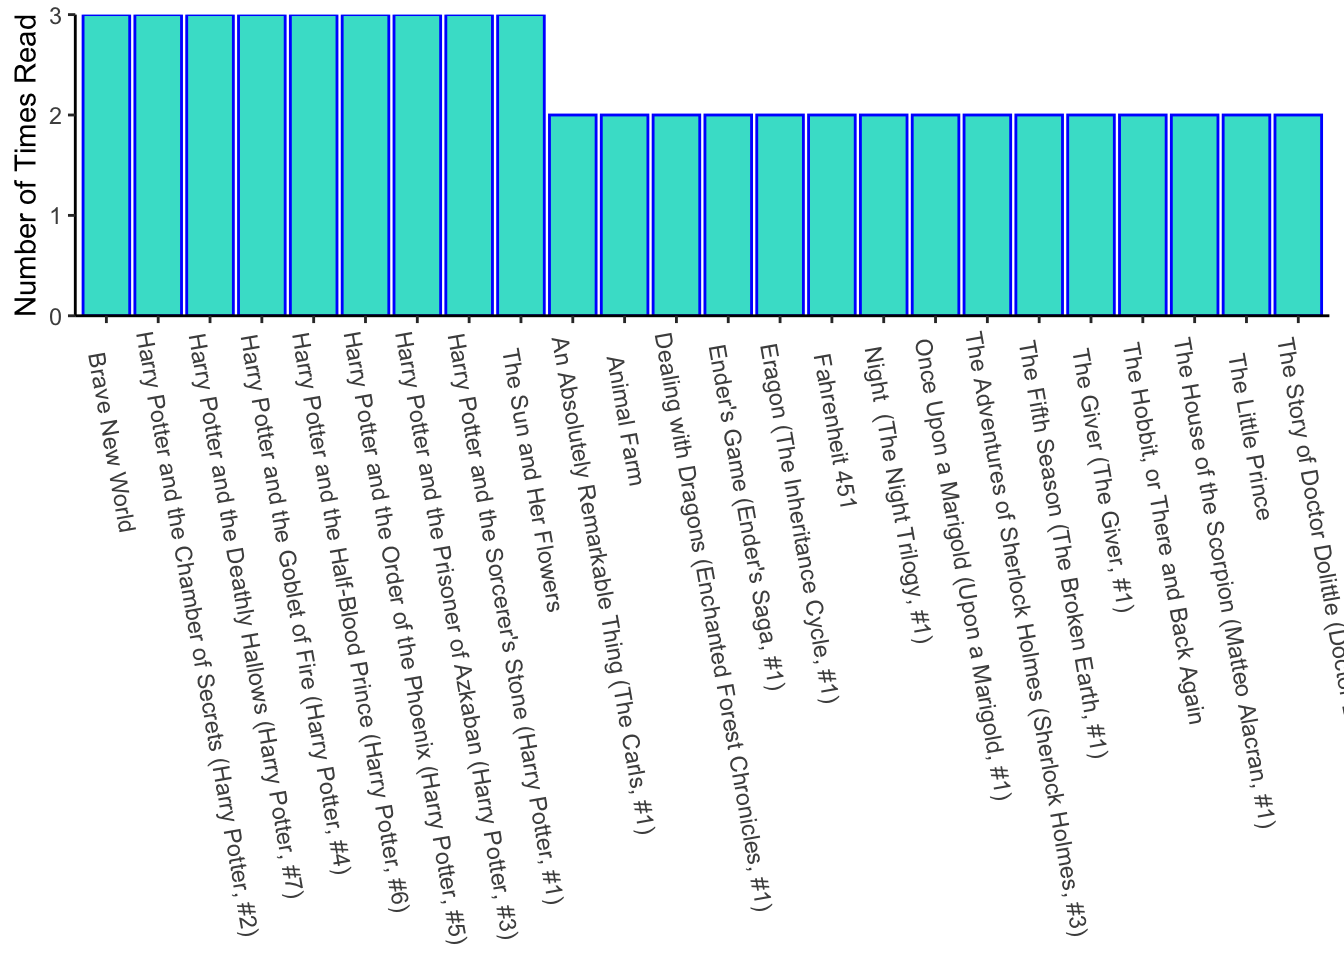 Number of Times Read
3
2
1
0
Brave New World
Harry Potter and the Chamber of Secrets (Harry Potter, #2)
Harry Potter and the Deathly Hallows (Harry Potter, #7)
Harry Potter and the Goblet of Fire (Harry Potter, #4)
Harry Potter and the Half-Blood Prince (Harry Potter, #6)
Harry Potter and the Order of the Phoenix (Harry Potter, #5)
Harry Potter and the Prisoner of Azkaban (Harry Potter, #3)
Harry Potter and the Sorcerer's Stone (Harry Potter, #1)
The Sun and Her Flowers
An Absolutely Remarkable Thing (The Carls, #1)
Animal Farm
Dealing with Dragons (Enchanted Forest Chronicles, #1)
Ender's Game (Ender's Saga, #1)
Eragon (The Inheritance Cycle, #1)
Fahrenheit 451
Night (The Night Trilogy, #1)
Once Upon a Marigold (Upon a Marigold, #1)
The Adventures of Sherlock Holmes (Sherlock Holmes, #3)
The Fifth Season (The Broken Earth, #1)
The Giver (The Giver, #1)
The Hobbit, or There and Back Again
The House of the Scorpion (Matteo Alacran, #1)
The Little Prince
The Story of Doctor Dolittle (Doctor